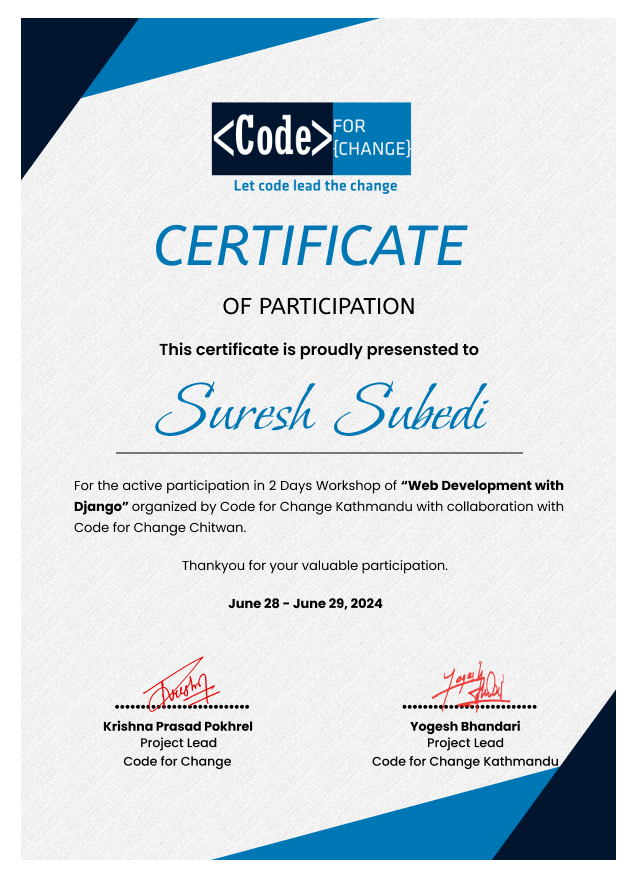 <Code> FOR
{CHANGE}
Let code lead the change
CERTIFICATE
OF PARTICIPATION
This certificate is proudly presensted to
Suresh Subedi
For the active participation in 2 Days Workshop of “Web Development with
Django” organized by Code for Change Kathmandu with collaboration with
Code for Change Chitwan.
Thankyou for your valuable participation.
June 28 - June 29, 2024
Krishna Prasad Pokhrel
Project Lead
Code for Change
Yogesh Bhandari
Project Lead
Code for Change Kathmandu